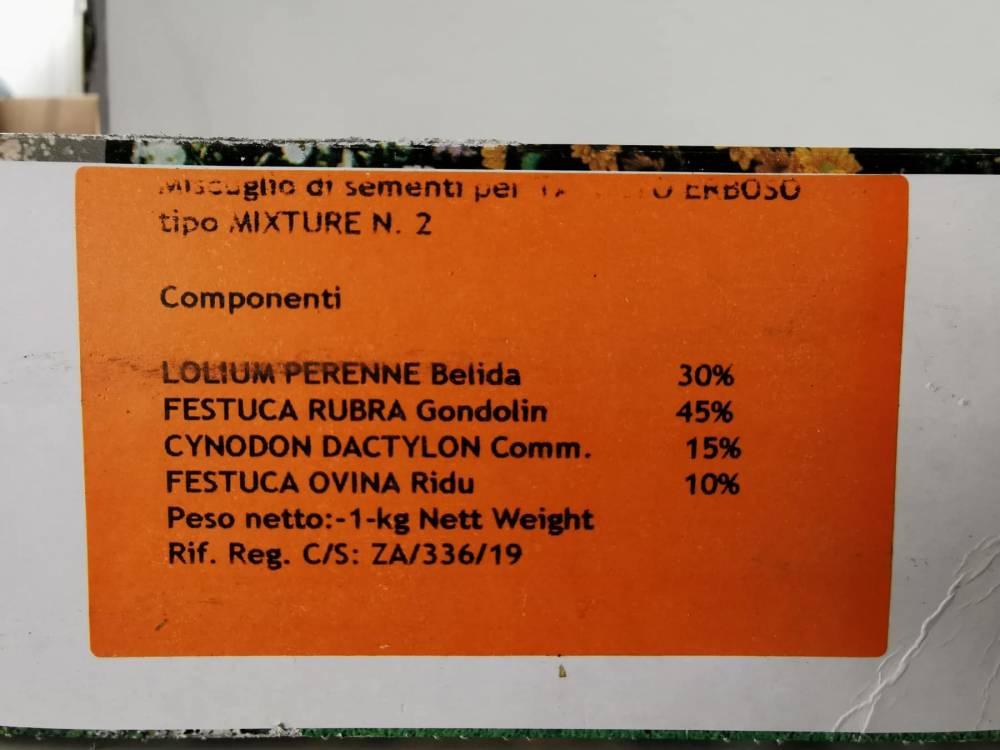 Miscuglio di sementi per ERBOSO
tipo MIXTURE N. 2
Componenti
LOLIUM PERENNE Belida 30%
FESTUCA RUBRA Gondolin 45%
CYNODON DACTYLON Comm. 15%
FESTUCA OVINA Ridu 10%
Peso netto:-1-kg Nett Weight
Rif. Reg. C/S: ZA/336/19